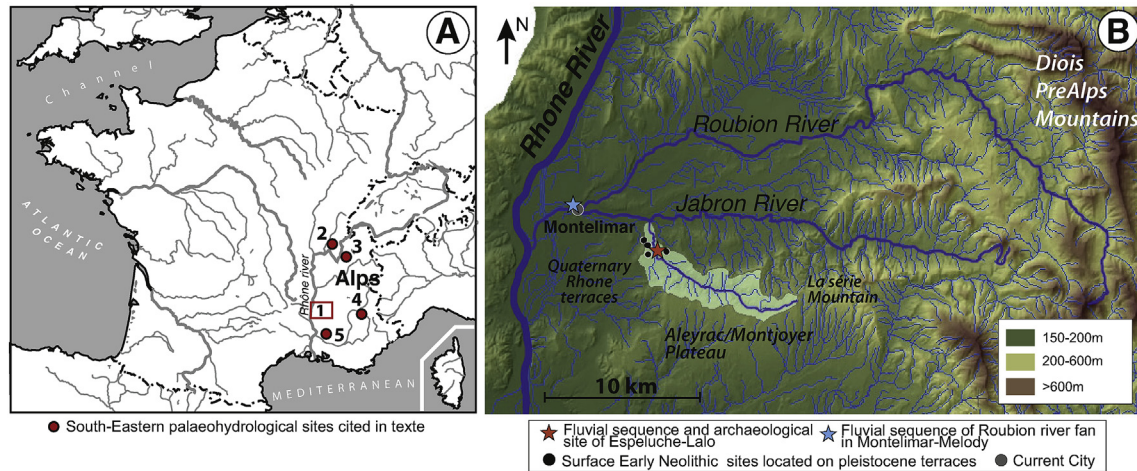 A
Channel
ATLANTIC
OCEAN
2
3
Alps
Rhône river
1
4
5
MEDITERRANEAN
South-Eastern palaeohydrological sites cited in texte
N
B
Rhone River
Diois
PreAlps
Mountains
Roubion River
Jabron River
Montelimar
Quaternary
Rhone
terraces
La série
Mountain
Aleyrac/Montjoyer
Plateau
10 km
150-200m
200-600m
>600m
Fluvial sequence and archaeological
site of Espeluche-Lalo
Fluvial sequence of Roubion river fan
in Montelimar-Melody
Surface Early Neolithic sites located on pleistocene terraces
Current City